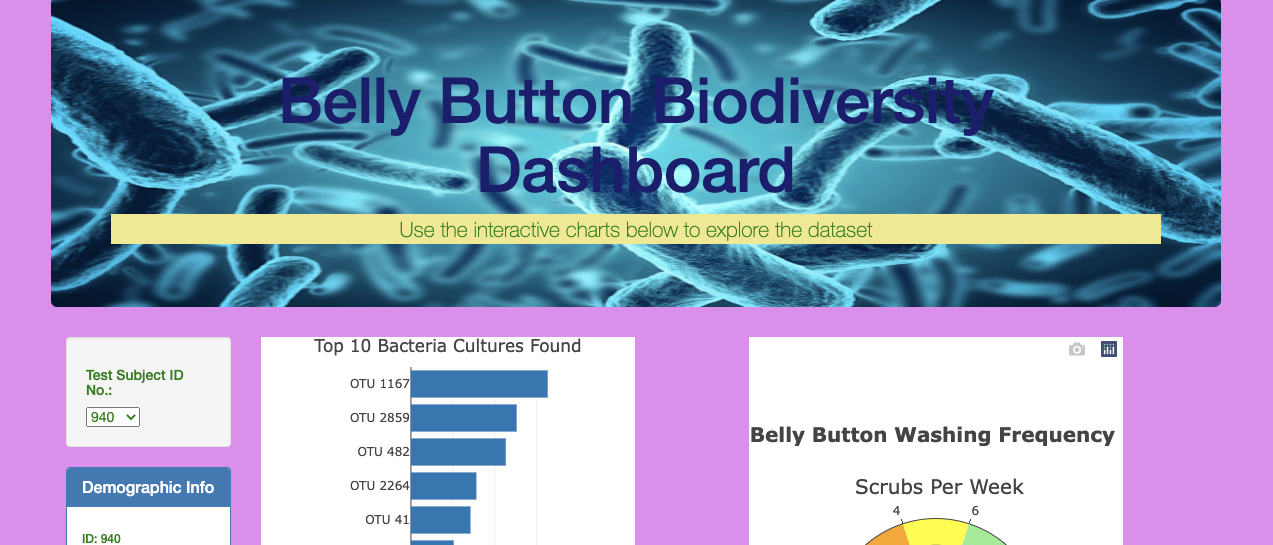 Belly Button Biodiversity
Dashboard
Use the interactive charts below to explore the dataset
Test Subject ID
No.:
940
Demographic Info
ID: 940
Top 10 Bacteria Cultures Found
OTU 1167
OTU 2859
OTU 482
OTU 2264
OTU 41
Belly Button Washing Frequency
Scrubs Per Week
4
6